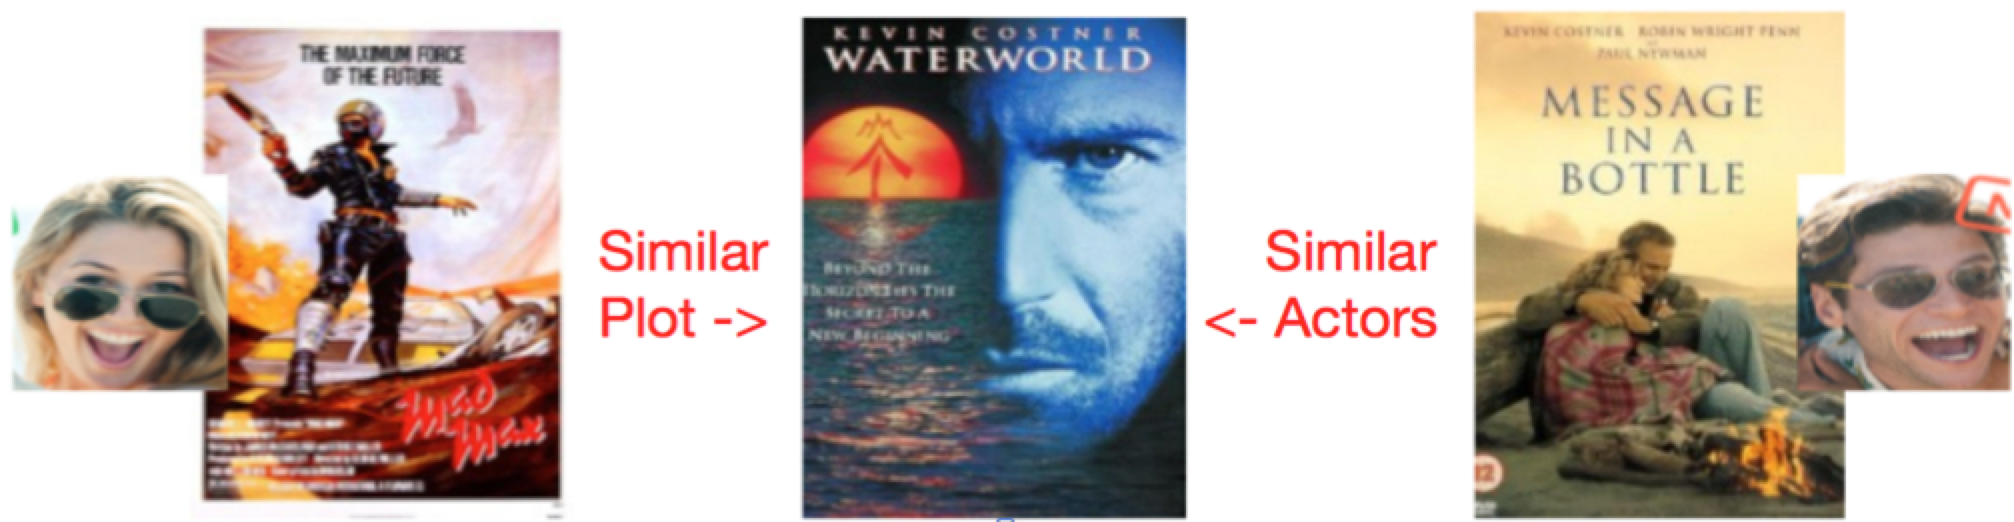 THE MAXIMUM FORCE
OF THE FUTURE
Mad
Max
Similar
Plot ->
KEVIN COSTNER
WATERWORLD
BEYOND THE
HORIZON LIES THE
SECRET TO A
NEW BEGINNING
Similar
<- Actors
KEVIN COSTNER ROBIN WRIGHT PENN
PAUL NEWMAN
MESSAGE
IN A
BOTTLE
12